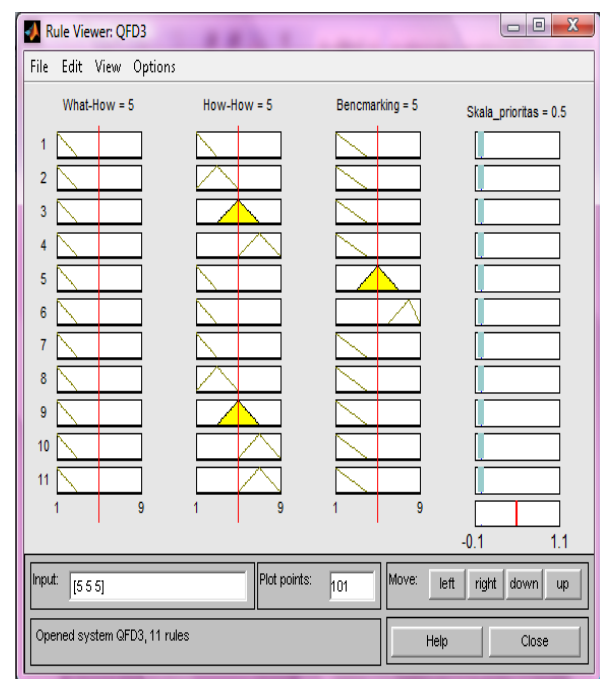 Rule Viewer: QFD3
File Edit View Options
What-How = 5 How-How = 5 Bencmarking = 5 Skala_prioritas = 0.5
1
2
3
4
5
6
7
8
9
10
11
1 9 1 9 1 9
-0.1 1.1
Input: [5 5 5] Plot points: 101 Move: left right down up
Opened system QFD3, 11 rules Help Close